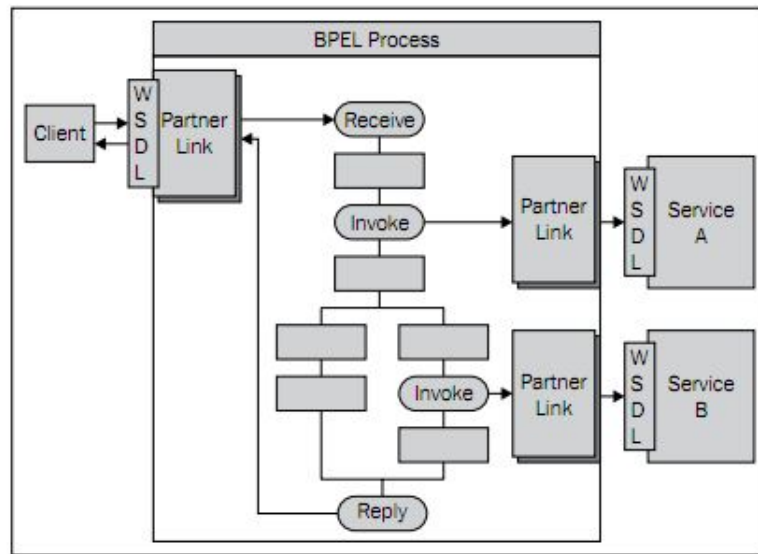 BPEL Process
Client
W
S
D
L
Partner
Link
Receive
Invoke
Partner
Link
W
S
D
L
Service
A
Invoke
Partner
Link
W
S
D
L
Service
B
Reply